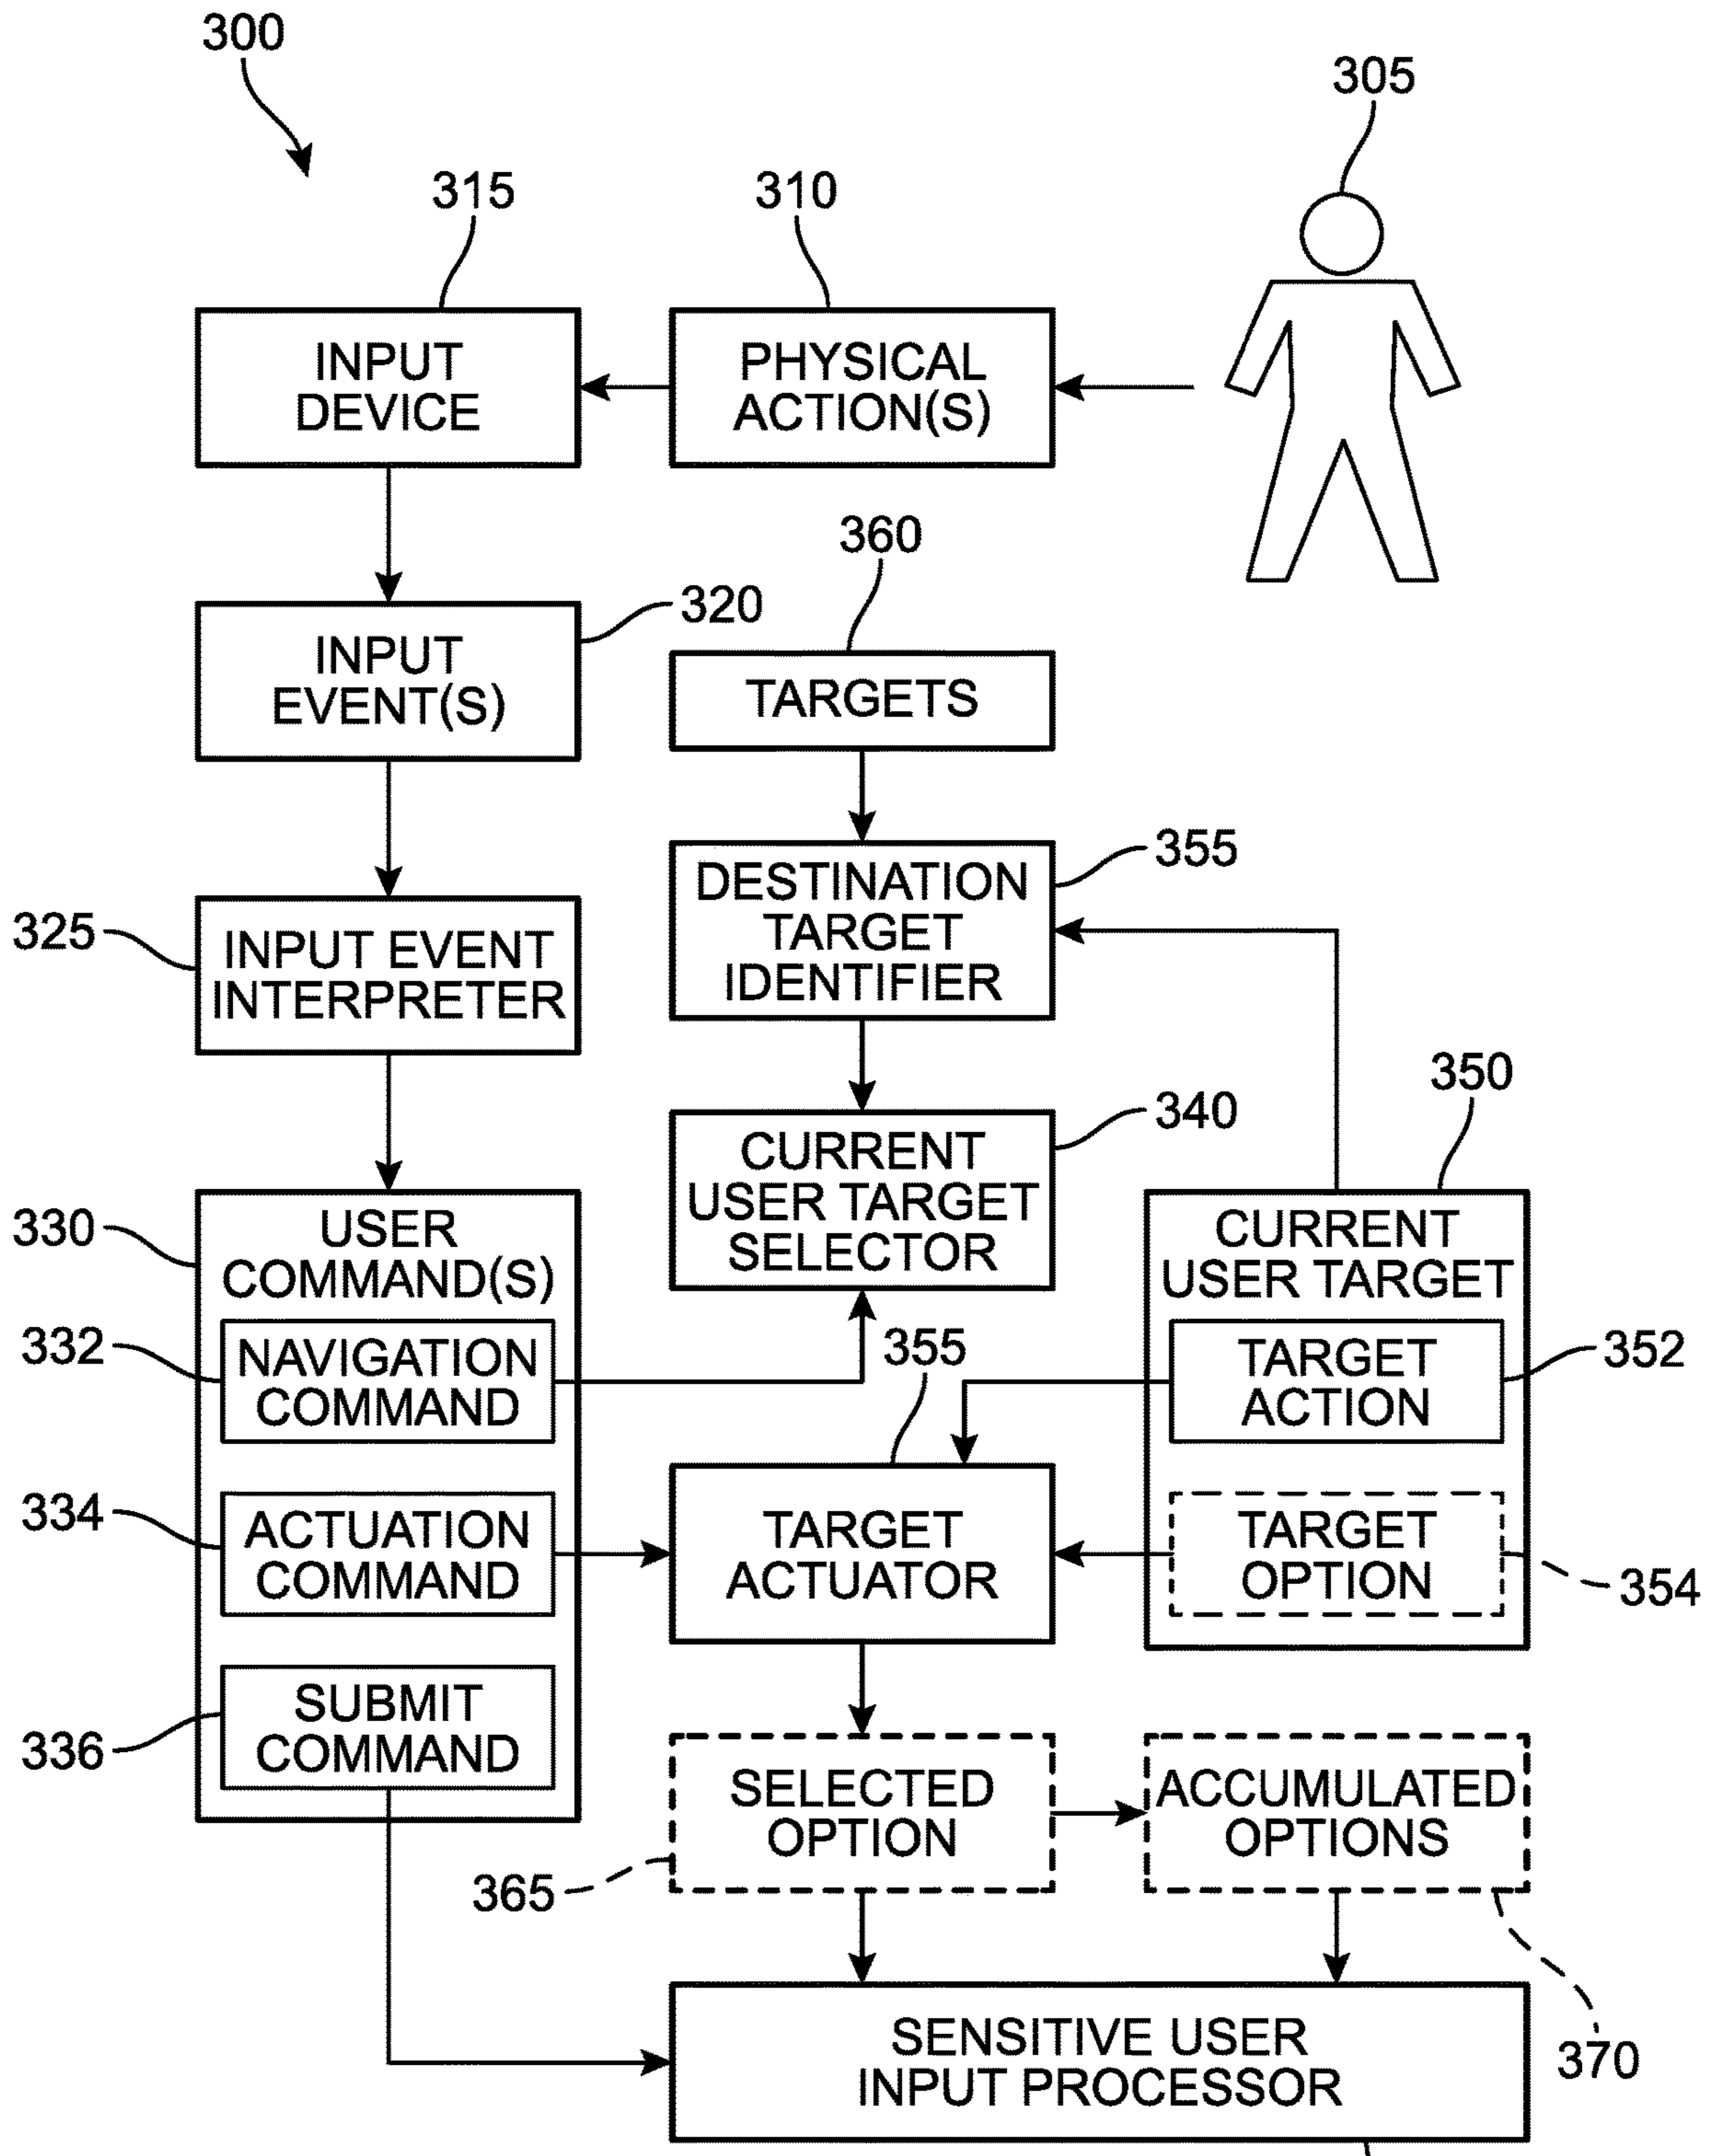 300
305
315
310
INPUT
DEVICE
PHYSICAL
ACTION(S)
360
320
INPUT
EVENT(S)
TARGETS
355
DESTINATION
TARGET
IDENTIFIER
325
INPUT EVENT
INTERPRETER
350
340
CURRENT
USER TARGET
SELECTOR
330
USER
COMMAND(S)
CURRENT
USER TARGET
332
NAVIGATION
COMMAND
355
TARGET
ACTION
352
334
ACTUATION
COMMAND
TARGET
ACTUATOR
TARGET
OPTION
354
336
SUBMIT
COMMAND
SELECTED
OPTION
ACCUMULATED
OPTIONS
365
SENSITIVE USER
INPUT PROCESSOR
370